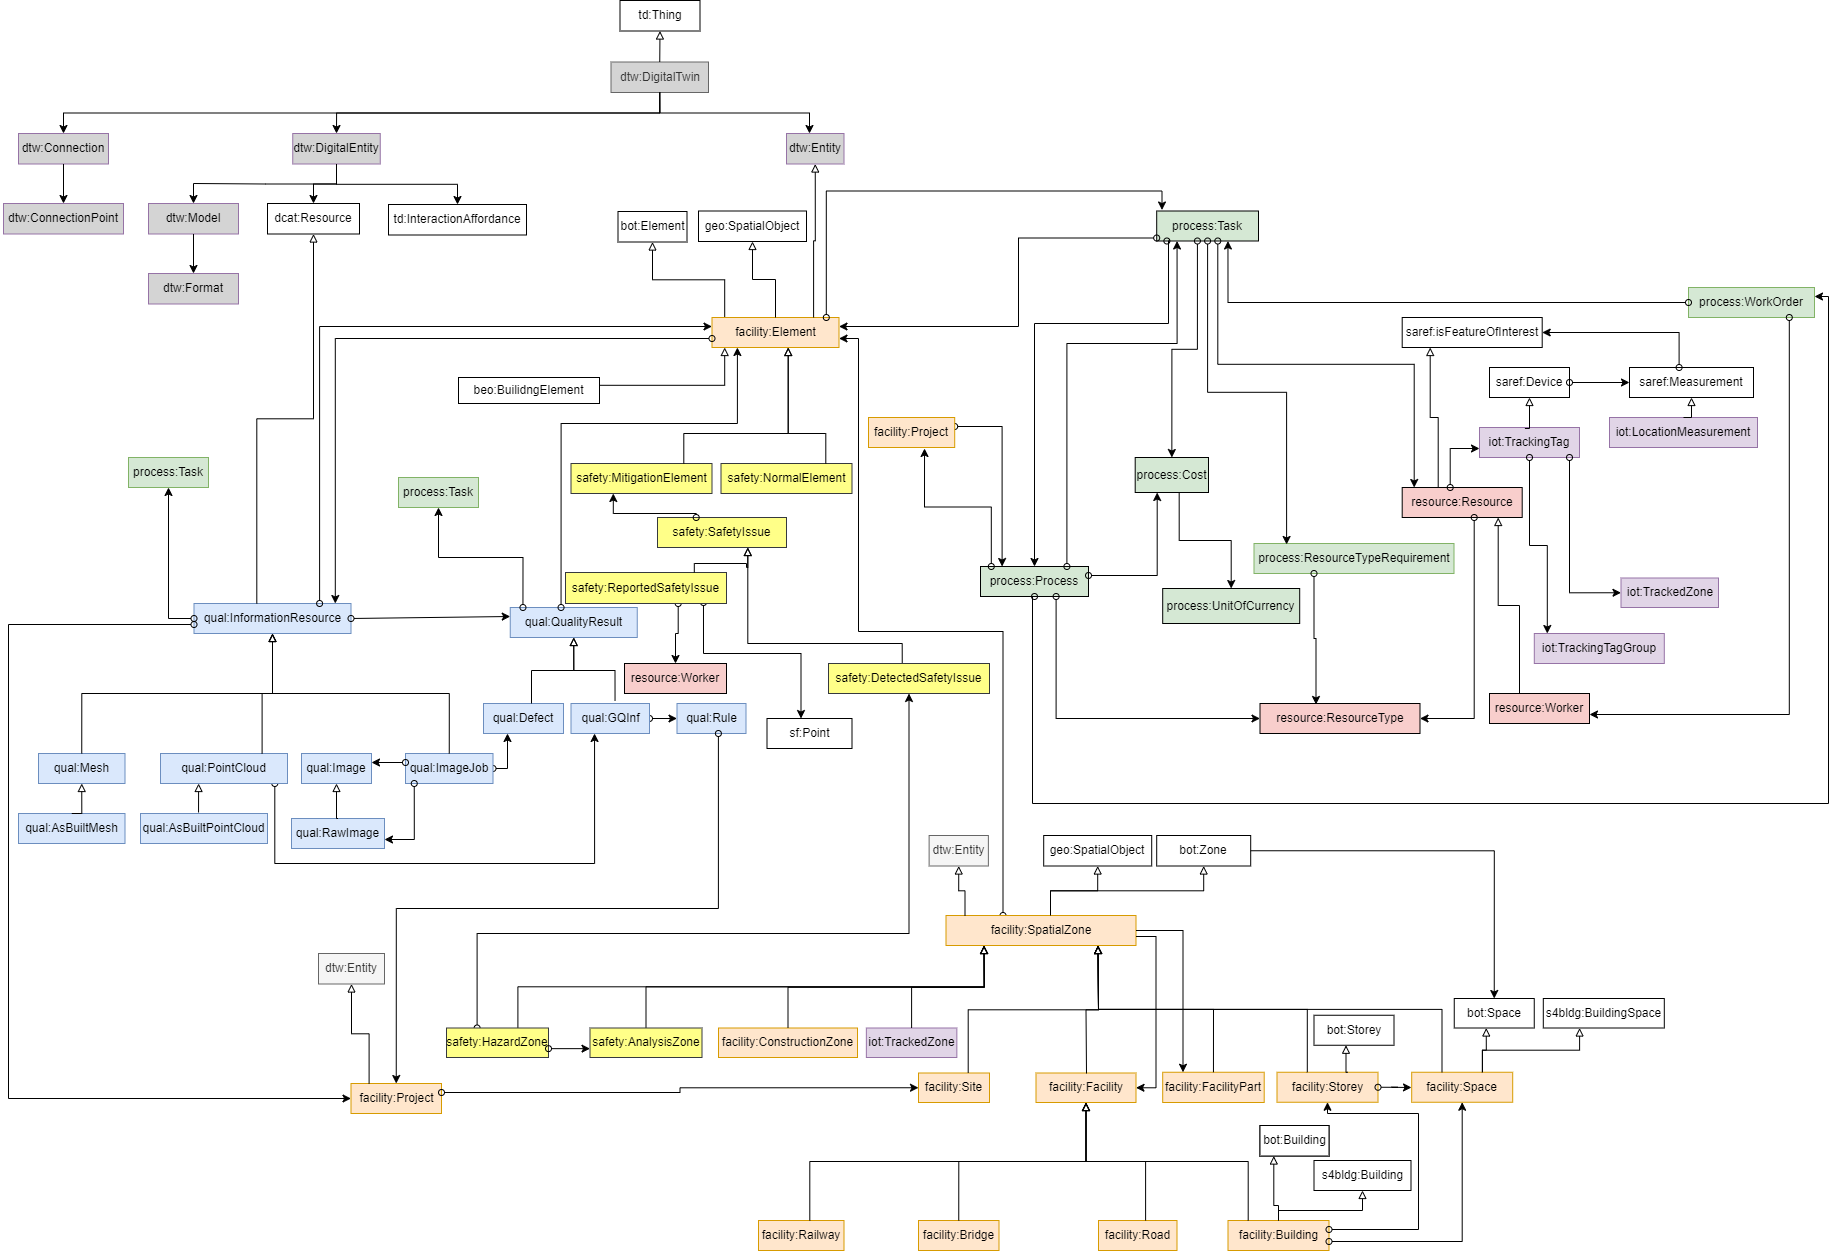 td:Thing
dtw:DigitalTwin
dtw:Connection
dtw:DigitalEntity
dtw:Entity
dtw:ConnectionPoint
dtw:Model
dcat:Resource
td:InteractionAffordance
bot:Element
geo:SpatialObject
process:Task
dtw:Format
process:WorkOrder
facility:Element
saref:isFeatureOfInterest
beo:BuilidngElement
saref:Device
saref:Measurement
facility:Project
iot:TrackingTag
iot:LocationMeasurement
process:Task
process:Task
safety:MitigationElement
safety:NormalElement
process:Cost
resource:Resource
safety:SafetyIssue
process:ResourceTypeRequirement
safety:ReportedSafetyIssue
process:Process
process:UnitOfCurrency
iot:TrackedZone
qual:InformationResource
qual:QualityResult
iot:TrackingTagGroup
resource:Worker
safety:DetectedSafetyIssue
qual:Defect
qual:GQInf
qual:Rule
sf:Point
resource:ResourceType
resource:Worker
qual:Mesh
qual:PointCloud
qual:Image
qual:ImageJob
qual:AsBuiltMesh
qual:AsBuiltPointCloud
qual:RawImage
dtw:Entity
geo:SpatialObject
bot:Zone
facility:SpatialZone
dtw:Entity
bot:Space
s4bldg:BuildingSpace
safety:HazardZone
safety:AnalysisZone
facility:ConstructionZone
iot:TrackedZone
bot:Storey
facility:Project
facility:Site
facility:Facility
facility:FacilityPart
facility:Storey
facility:Space
bot:Building
s4bldg:Building
facility:Railway
facility:Bridge
facility:Road
facility:Building